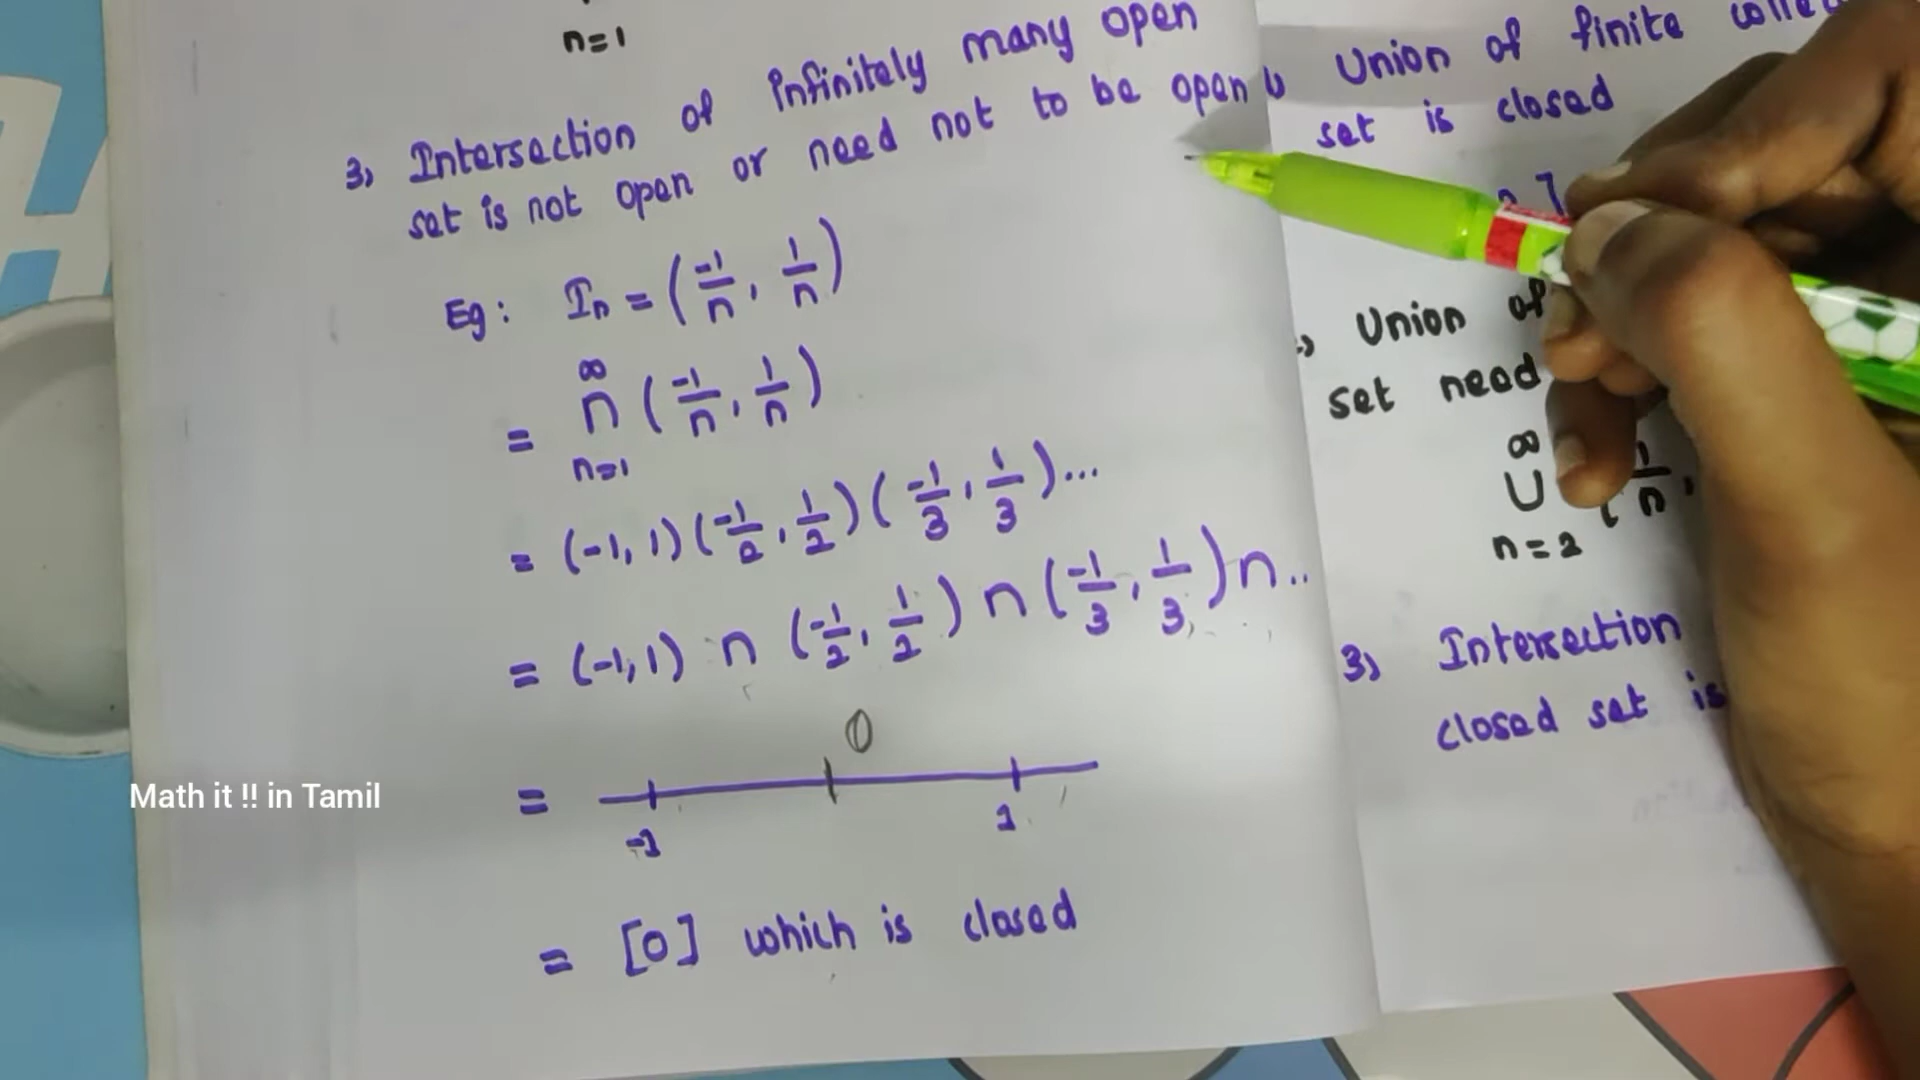 n=1
3) Intersection of infinitely many open
set is not open or need not to be open
Eg: In = (-1/n, 1/n)
= ∞ ∩ n=1 (-1/n, 1/n)
= (-1, 1) (-1/2, 1/2) (-1/3, 1/3)...
= (-1, 1) ∩ (-1/2, 1/2) ∩ (-1/3, 1/3) ∩ ..
0
=
-1 1
= [0] which is closed
Union of finite
set is closed
Union of
set need
∞
∪ (1/n,
n = 2
3) Intersection
closed set is
Math it !! in Tamil